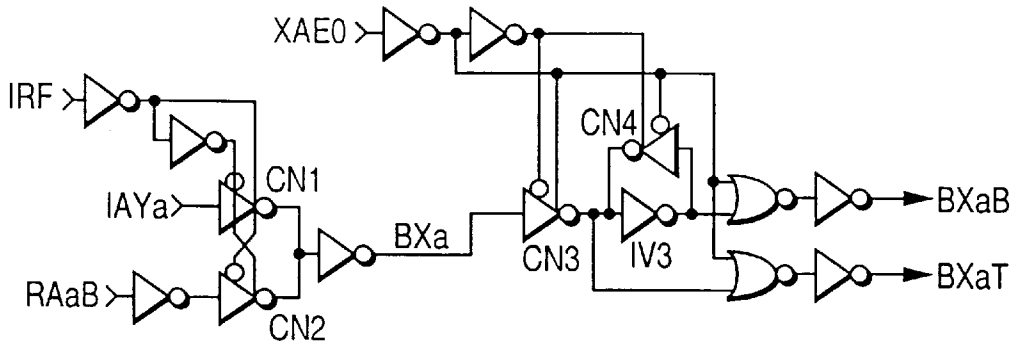 XAE0
IRF
CN4
CN1
IAYa
BXaB
BXa
CN3
IV3
BXaT
RAaB
CN2